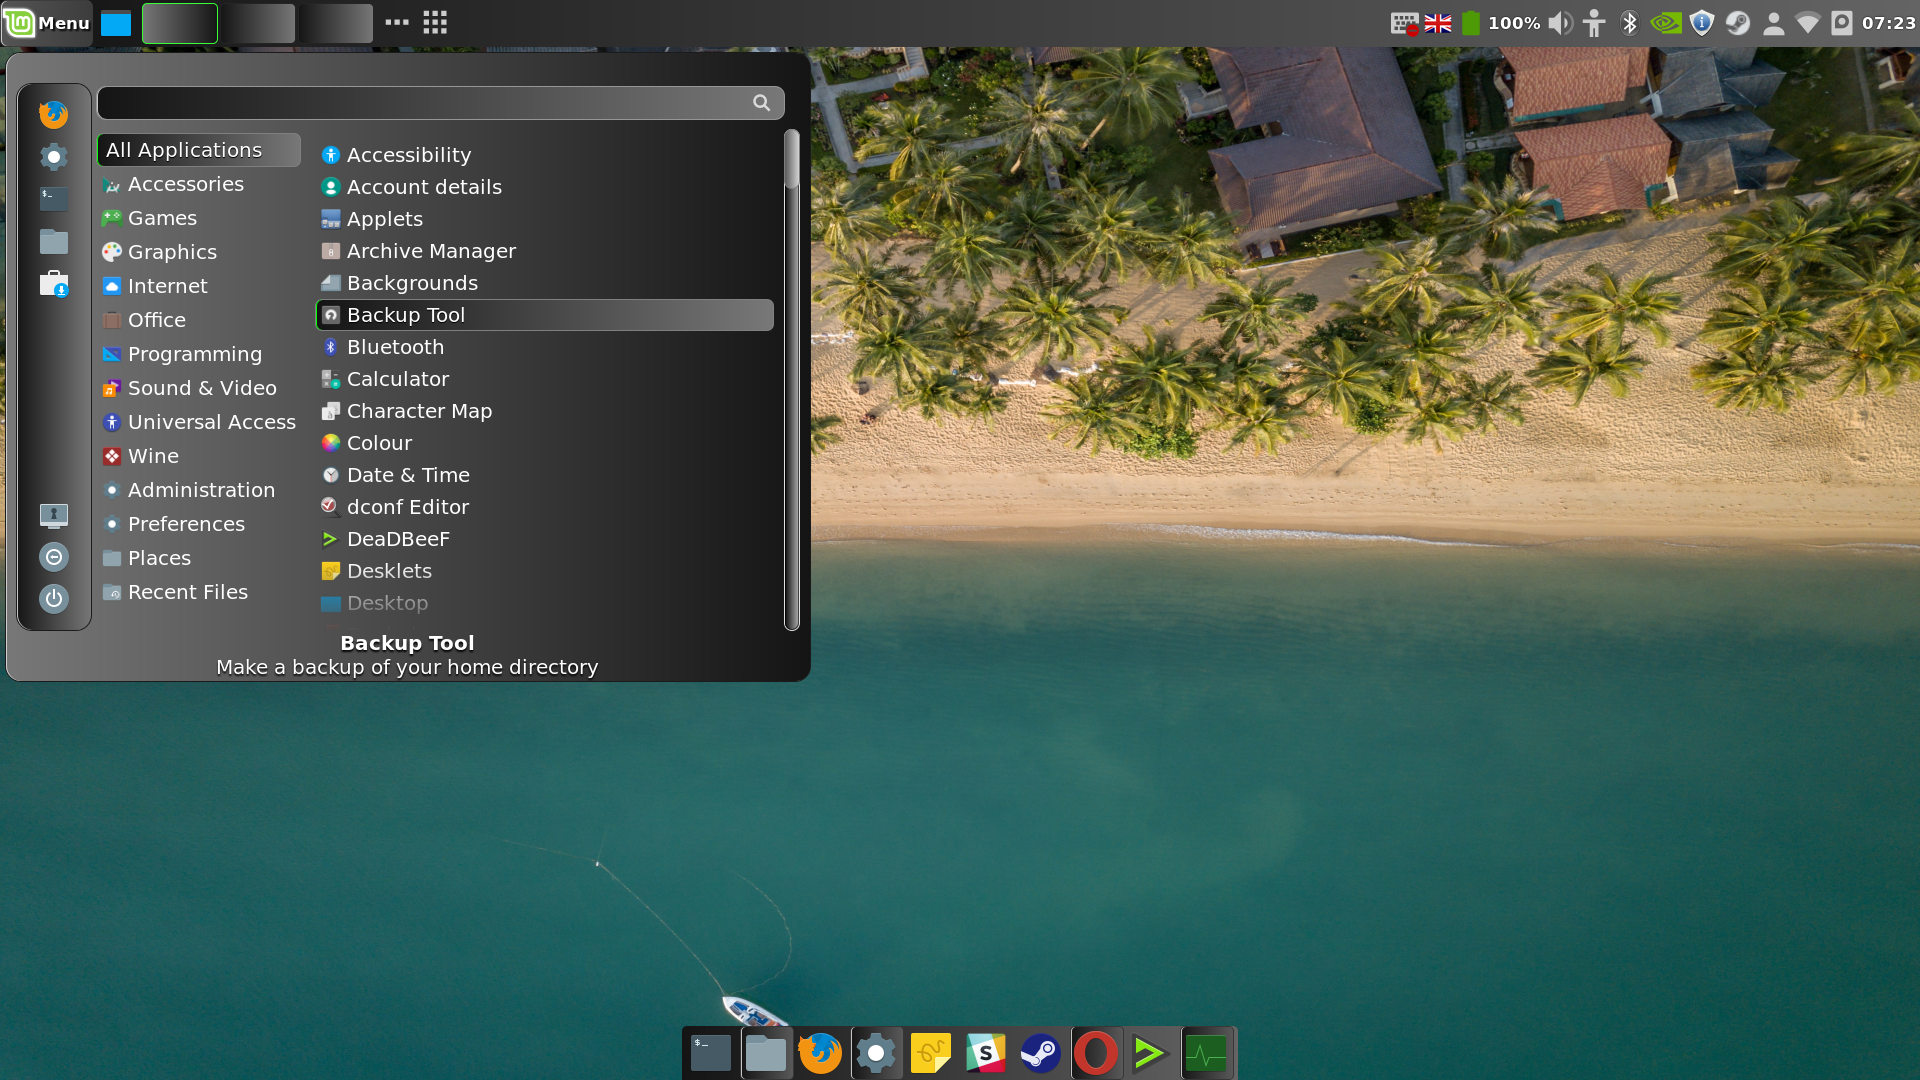 Menu
100%
07:23
All Applications
Accessories
Games
Graphics
Internet
Office
Programming
Sound & Video
Universal Access
Wine
Administration
Preferences
Places
Recent Files
Accessibility
Account details
Applets
Archive Manager
Backgrounds
Backup Tool
Bluetooth
Calculator
Character Map
Colour
Date & Time
dconf Editor
DeaDBeeF
Desklets
Desktop
Backup Tool
Make a backup of your home directory
$_
S